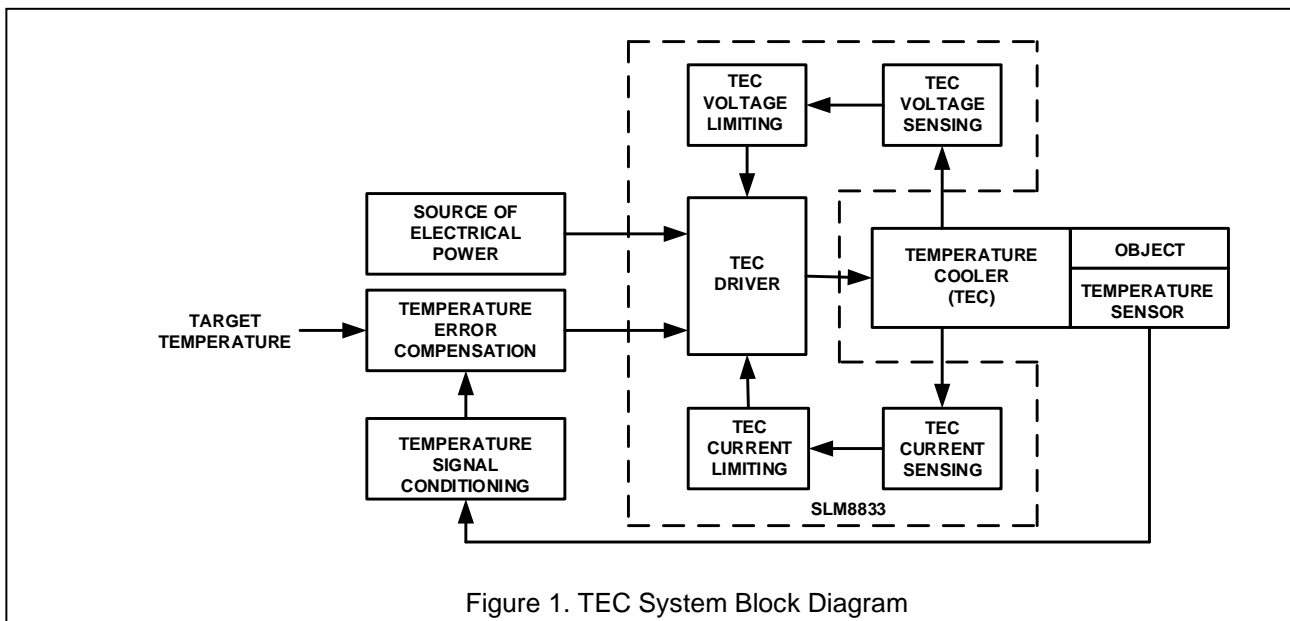 TEC
VOLTAGE
LIMITING
TEC
VOLTAGE
SENSING
SOURCE OF
ELECTRICAL
POWER
TEC
DRIVER
TEMPERATURE
COOLER
(TEC)
OBJECT
TEMPERATURE
SENSOR
TARGET
TEMPERATURE
TEMPERATURE
ERROR
COMPENSATION
TEMPERATURE
SIGNAL
CONDITIONING
TEC
CURRENT
LIMITING
TEC
CURRENT
SENSING
SLM8833
Figure 1. TEC System Block Diagram